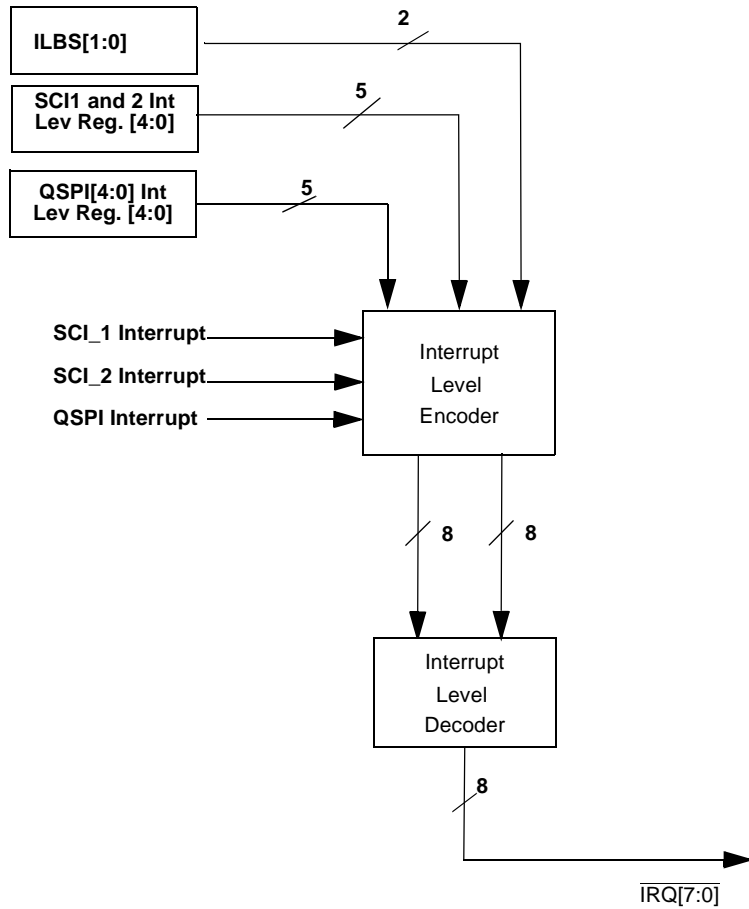 ILBS[1:0]
2
SCI1 and 2 Int
Lev Reg. [4:0]
5
QSPI[4:0] Int
Lev Reg. [4:0]
5
SCI_1 Interrupt
SCI_2 Interrupt
QSPI Interrupt
Interrupt
Level
Encoder
8
8
Interrupt
Level
Decoder
8
IRQ[7:0]